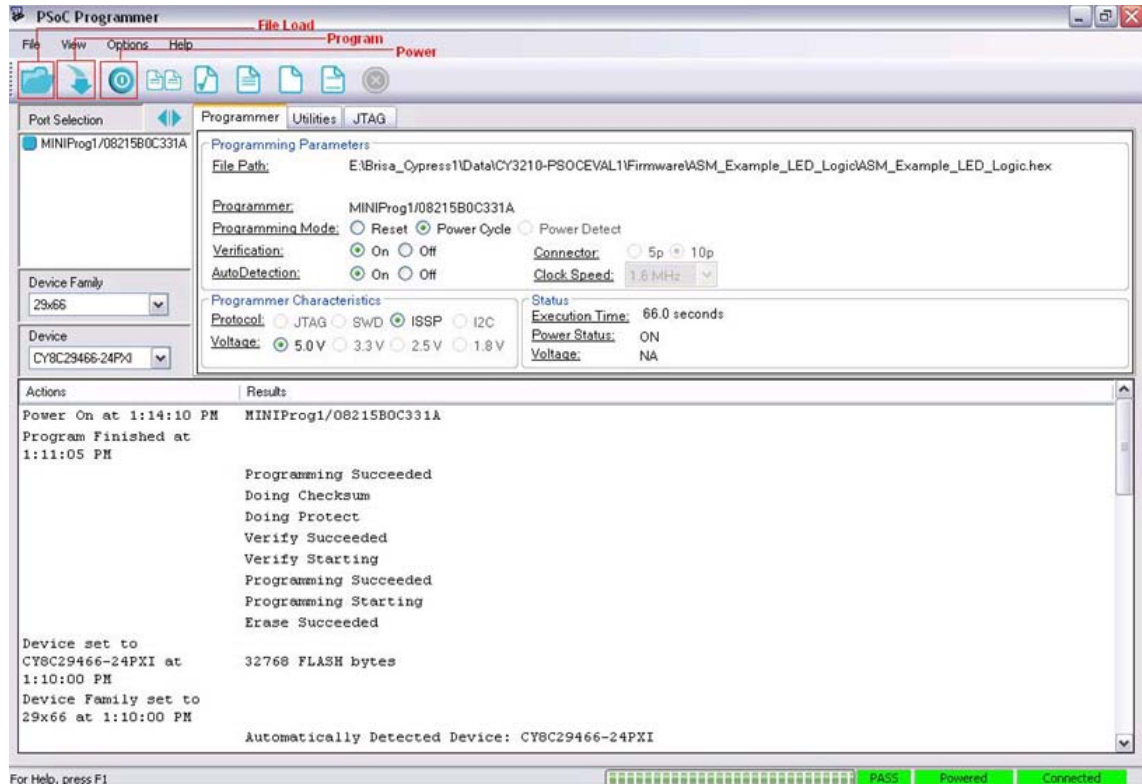 PSoC Programmer
File Load
File View Options Help
Program
Power
Port Selection
Programmer Utilities JTAG
MINIProg1/08215B0C331A
Programming Parameters
File Path: E:\Brisa_Cypress1\Data\CY3210-PSOCEVAL1\Firmware\ASM_Example_LED_Logic\ASM_Example_LED_Logic.hex
Programmer: MINIProg1/08215B0C331A
Programming Mode: Reset Power Cycle Power Detect
Verification: On Off Connector: 5p 10p
AutoDetection: On Off Clock Speed: 1.6 MHz
Device Family
29x66
Device
CY8C29466-24PXI
Programmer Characteristics
Protocol: JTAG SWD ISSP I2C
Voltage: 5.0 V 3.3 V 2.5 V 1.8 V
Status
Execution Time: 66.0 seconds
Power Status: ON
Voltage: NA
Actions Results
Power On at 1:14:10 PM MINIProg1/08215B0C331A
Program Finished at
1:11:05 PM
Programming Succeeded
Doing Checksum
Doing Protect
Verify Succeeded
Verify Starting
Programming Succeeded
Programming Starting
Erase Succeeded
Device set to
CY8C29466-24PXI at 32768 FLASH bytes
1:10:00 PM
Device Family set to
29x66 at 1:10:00 PM
Automatically Detected Device: CY8C29466-24PXI
For Help, press F1 PASS Powered Connected